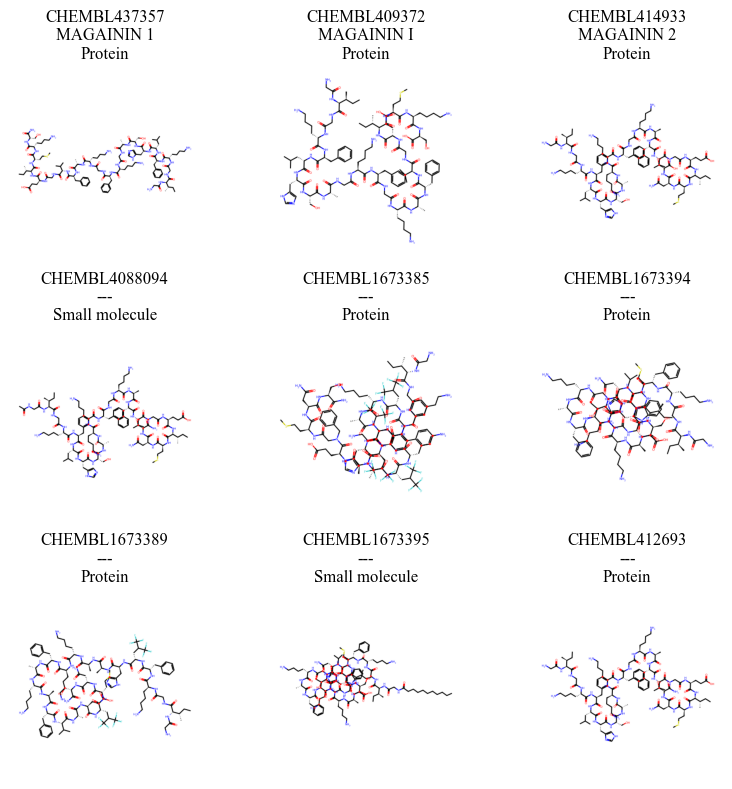 CHEMBL437357
MAGAININ 1
Protein
CHEMBL409372
MAGAININ I
Protein
CHEMBL414933
MAGAININ 2
Protein
CHEMBL4088094
---
Small molecule
CHEMBL1673385
---
Protein
CHEMBL1673394
---
Protein
CHEMBL1673389
---
Protein
CHEMBL1673395
---
Small molecule
CHEMBL412693
---
Protein